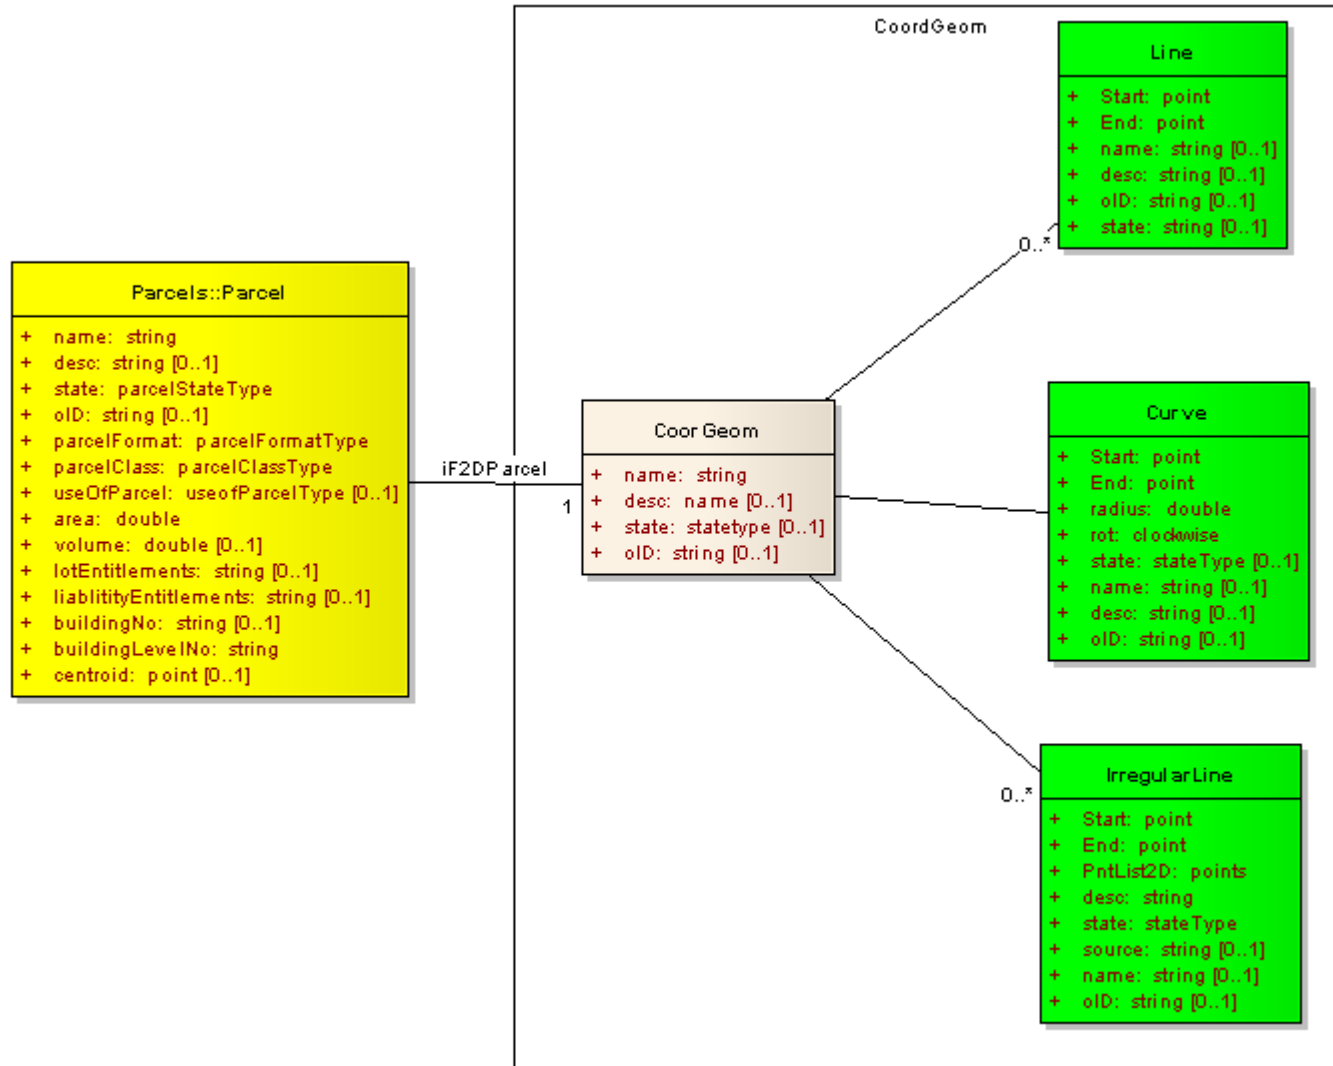 CoordGeom
Line
+ Start: point
+ End: point
+ name: string [0..1]
+ desc: string [0..1]
+ oID: string [0..1]
+ state: string [0..1]
0..*
Parcels::Parcel
+ name: string
+ desc: string [0..1]
+ state: parcelStateType
+ oID: string [0..1]
+ parcelFormat: parcelFormatType
+ parcelClass: parcelClassType
+ useOfParcel: useofParcelType [0..1]
+ area: double
+ volume: double [0..1]
+ lotEntitlements: string [0..1]
+ liablitityEntitlements: string [0..1]
+ buildingNo: string [0..1]
+ buildingLevelNo: string
+ centroid: point [0..1]
iF2DParcel
1
CoorGeom
+ name: string
+ desc: name [0..1]
+ state: statetype [0..1]
+ oID: string [0..1]
Curve
+ Start: point
+ End: point
+ radius: double
+ rot: clockwise
+ state: stateType [0..1]
+ name: string [0..1]
+ desc: string [0..1]
+ oID: string [0..1]
0..*
IrregularLine
+ Start: point
+ End: point
+ PntList2D: points
+ desc: string
+ state: stateType
+ source: string [0..1]
+ name: string [0..1]
+ oID: string [0..1]